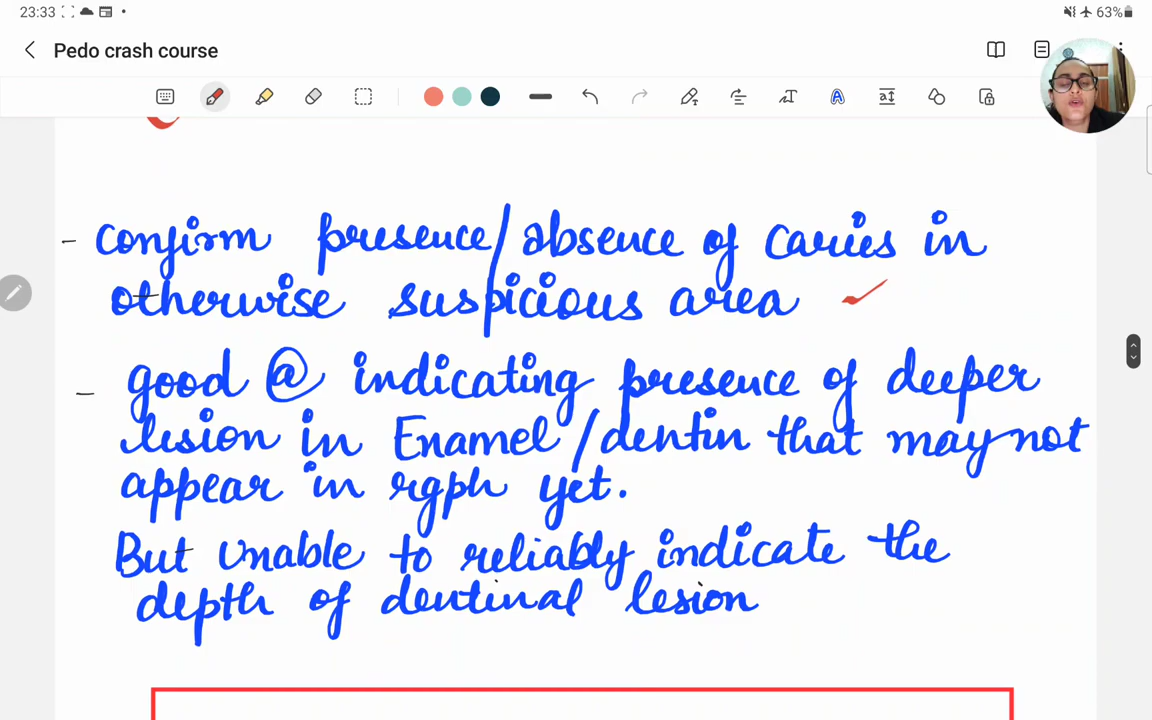 23:33
63%
Pedo crash course
- Confirm presence/absence of caries in
otherwise suspicious area
- good @ indicating presence of deeper
lesion in Enamel/dentin that may not
appear in rgph yet.
But unable to reliably indicate the
depth of dentinal lesion